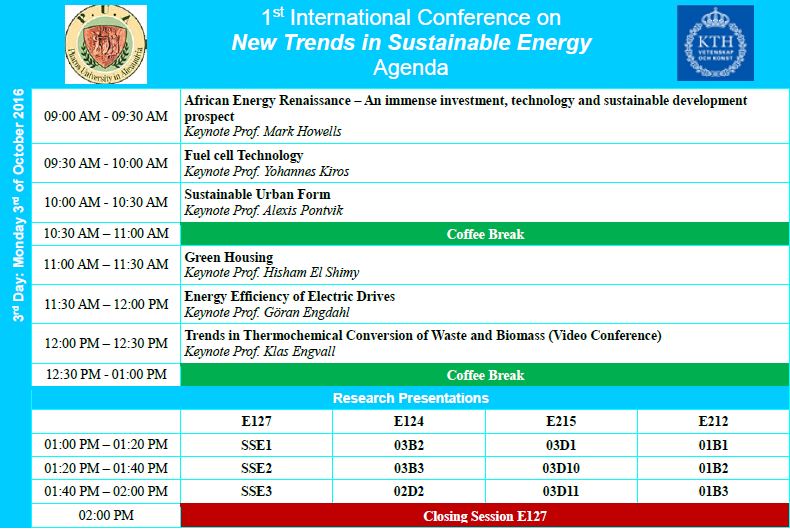 1st International Conference on
New Trends in Sustainable Energy
Agenda
P.U.A
Pharos University in Alexandria
KTH
VETENSKAP
OCH KONST
3rd Day: Monday 3rd of October 2016
09:00 AM - 09:30 AM
African Energy Renaissance – An immense investment, technology and sustainable development
prospect
Keynote Prof. Mark Howells
09:30 AM - 10:00 AM
Fuel cell Technology
Keynote Prof. Yohannes Kiros
10:00 AM - 10:30 AM
Sustainable Urban Form
Keynote Prof. Alexis Pontvik
10:30 AM – 11:00 AM Coffee Break
11:00 AM – 11:30 AM
Green Housing
Keynote Prof. Hisham El Shimy
11:30 AM – 12:00 PM
Energy Efficiency of Electric Drives
Keynote Prof. Göran Engdahl
12:00 PM – 12:30 PM
Trends in Thermochemical Conversion of Waste and Biomass (Video Conference)
Keynote Prof. Klas Engvall
12:30 PM - 01:00 PM Coffee Break
Research Presentations
E127 E124 E215 E212
01:00 PM – 01:20 PM SSE1 03B2 03D1 01B1
01:20 PM – 01:40 PM SSE2 03B3 03D10 01B2
01:40 PM – 02:00 PM SSE3 02D2 03D11 01B3
02:00 PM Closing Session E127